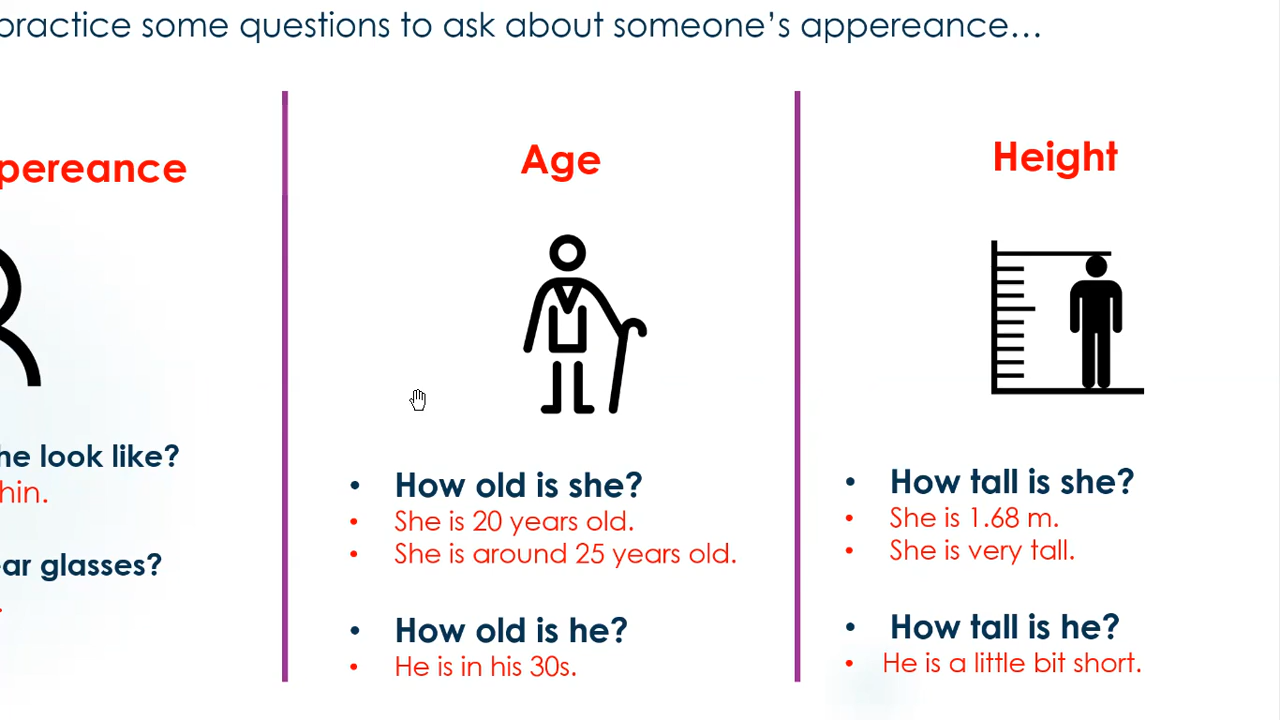 practice some questions to ask about someone's appereance...
pereance
he look like?
hin.
ear glasses?
Age
• How old is she?
• She is 20 years old.
• She is around 25 years old.
• How old is he?
• He is in his 30s.
Height
• How tall is she?
• She is 1.68 m.
• She is very tall.
• How tall is he?
• He is a little bit short.